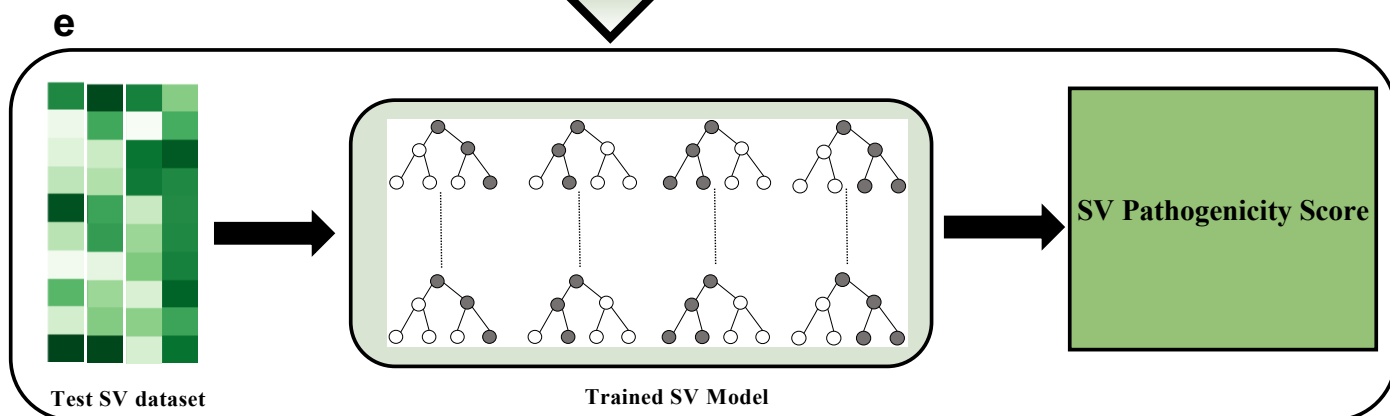 e
SV Pathogenicity Score
Test SV dataset
Trained SV Model